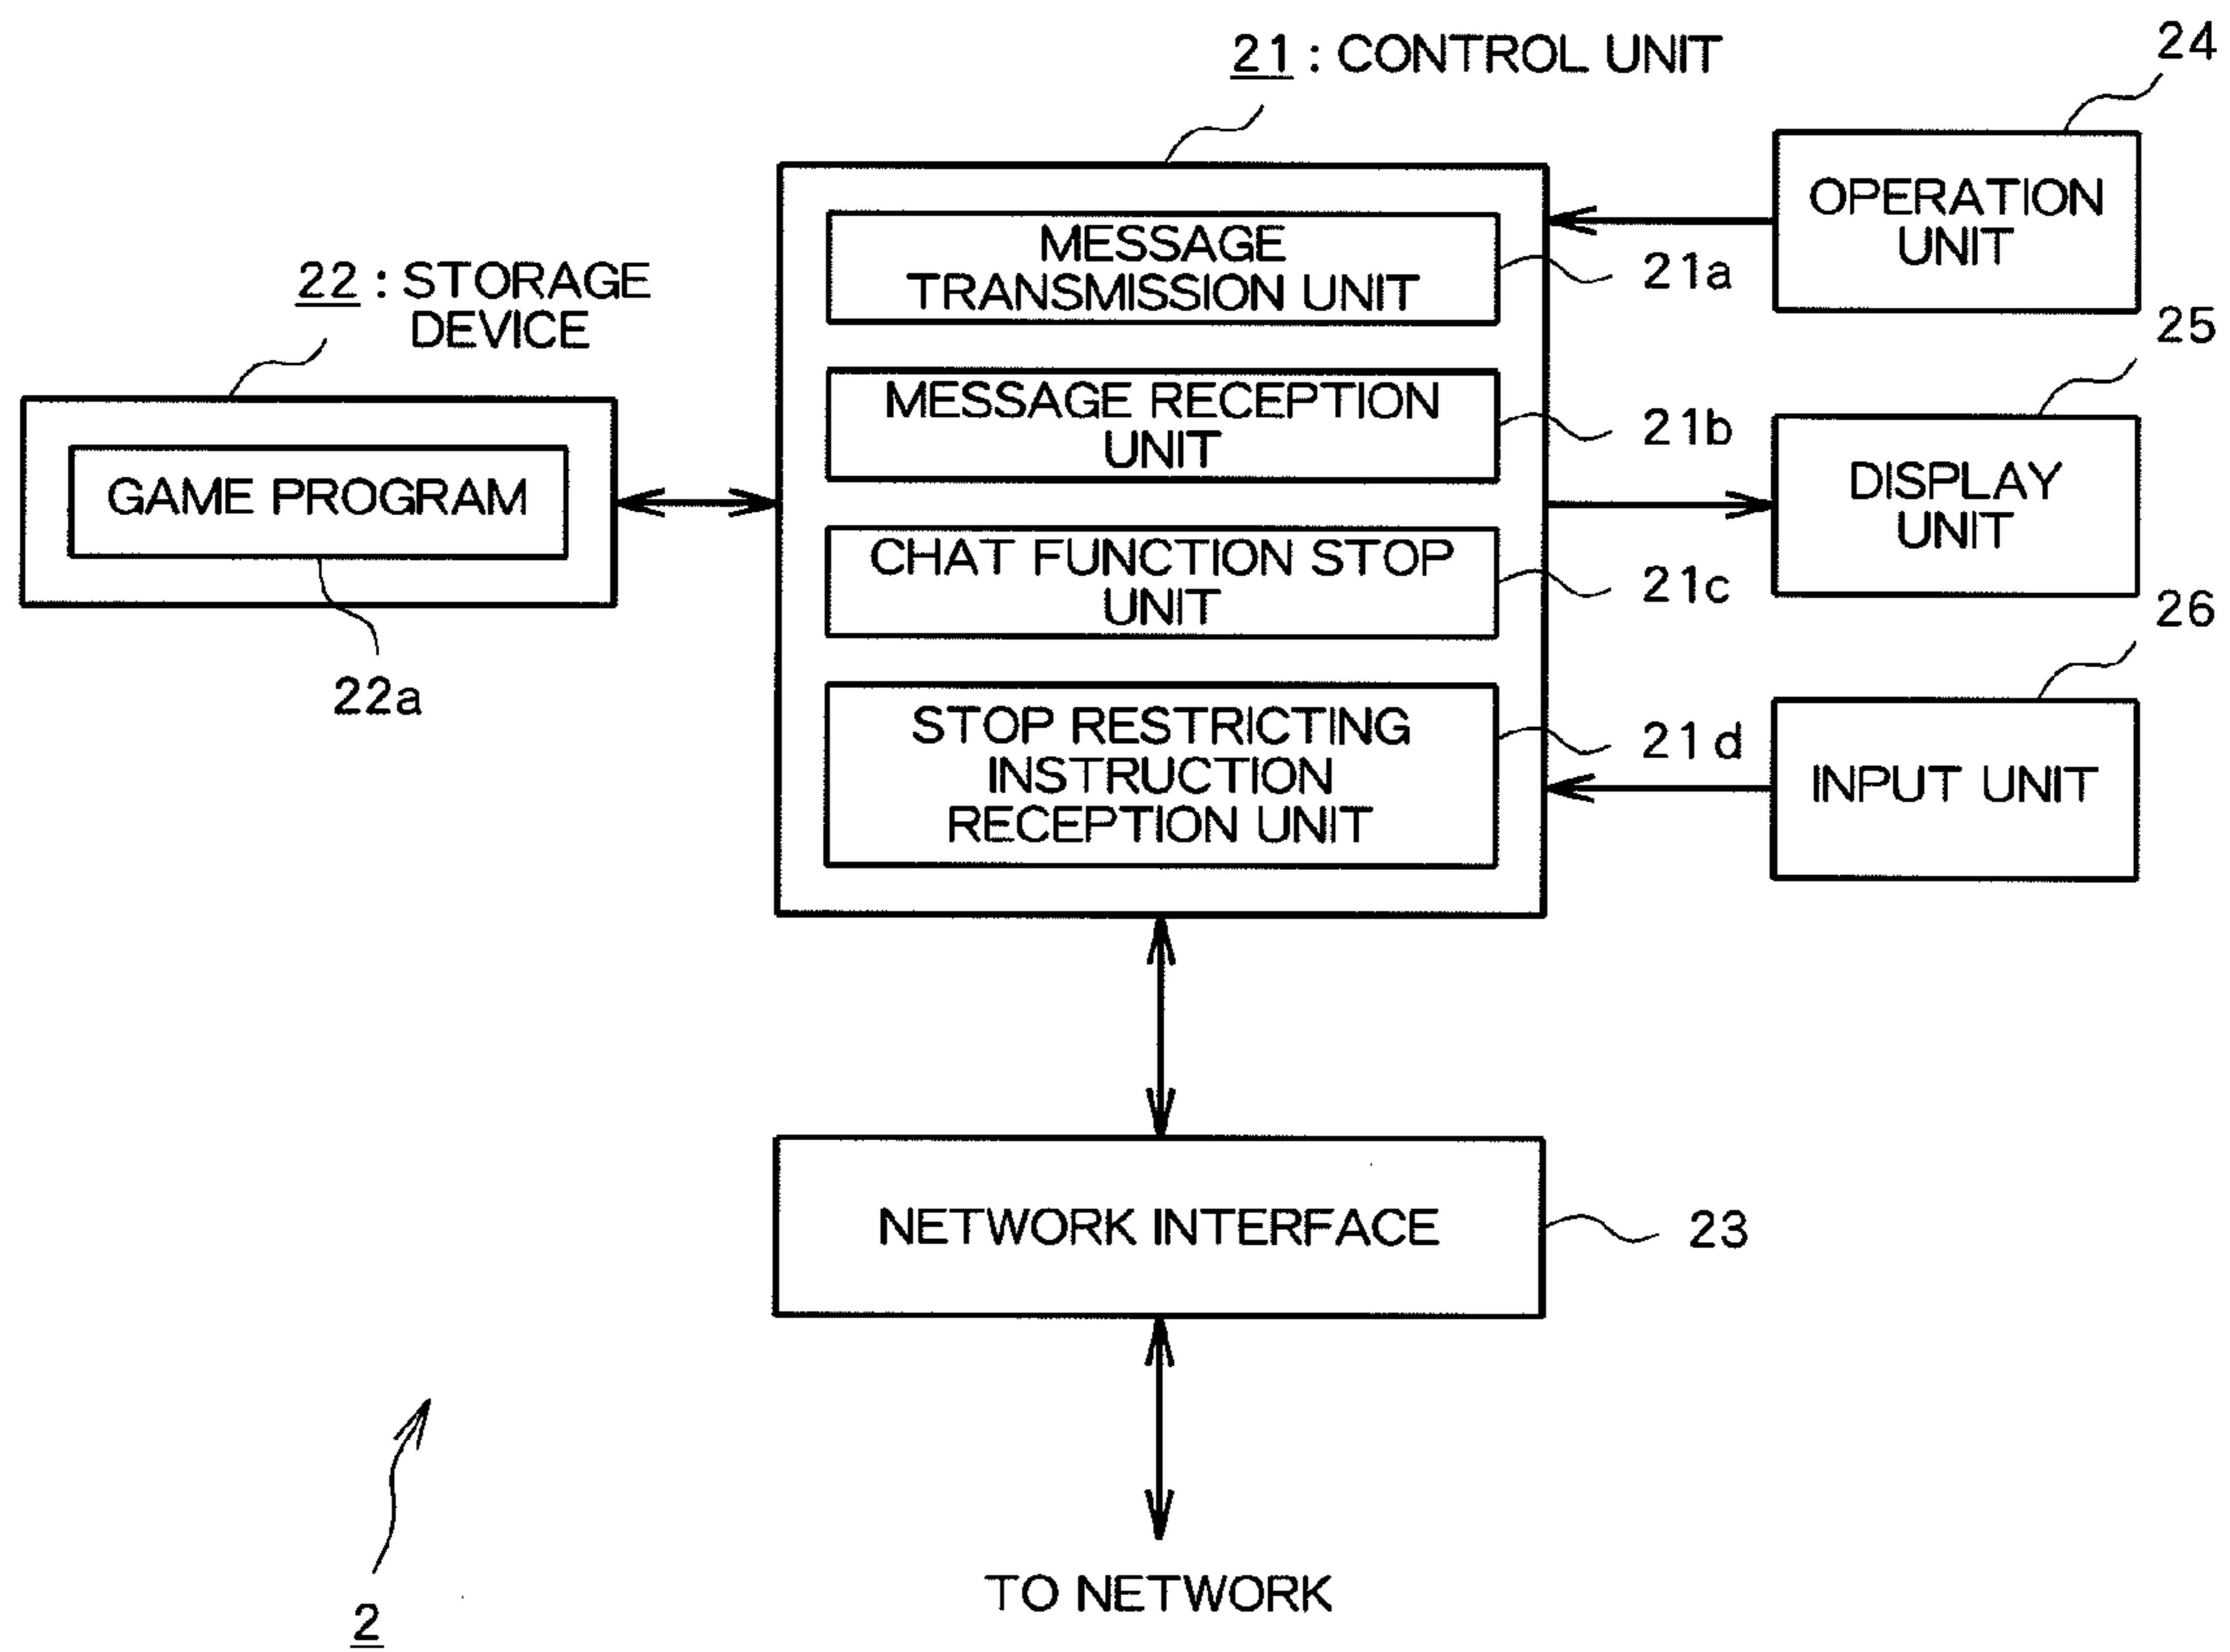 21 : CONTROL UNIT
24
MESSAGE
TRANSMISSION UNIT
21a
OPERATION
UNIT
22 : STORAGE
DEVICE
25
MESSAGE RECEPTION
UNIT
21b
GAME PROGRAM
22a
DISPLAY
UNIT
CHAT FUNCTION STOP
UNIT
21c
26
STOP RESTRICTING
INSTRUCTION
RECEPTION UNIT
21d
INPUT UNIT
NETWORK INTERFACE
23
TO NETWORK
2